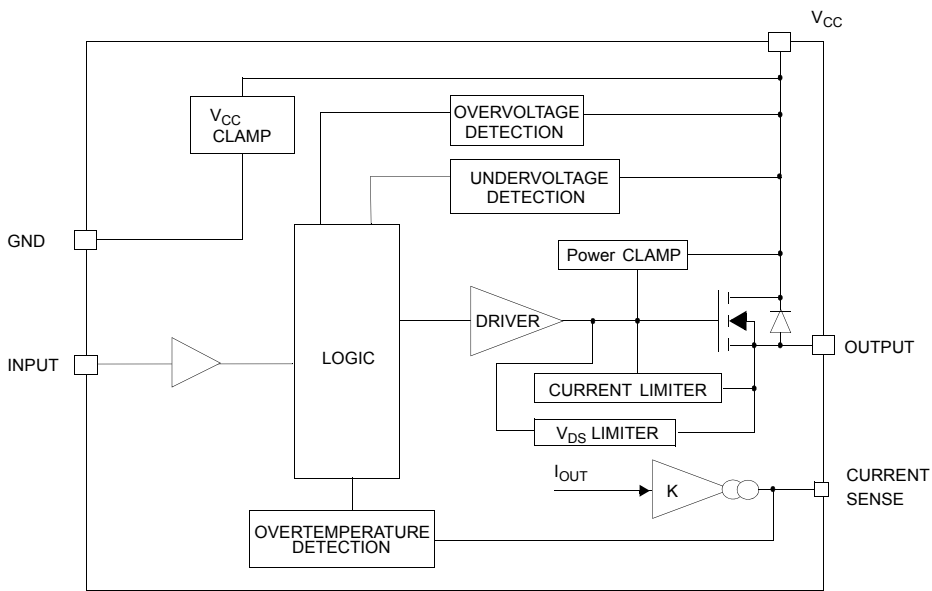 VCC
VCC
CLAMP
OVERVOLTAGE
DETECTION
UNDERVOLTAGE
DETECTION
GND
Power CLAMP
DRIVER
INPUT
LOGIC
OUTPUT
CURRENT LIMITER
VDS LIMITER
IOUT
K
CURRENT
SENSE
OVERTEMPERATURE
DETECTION